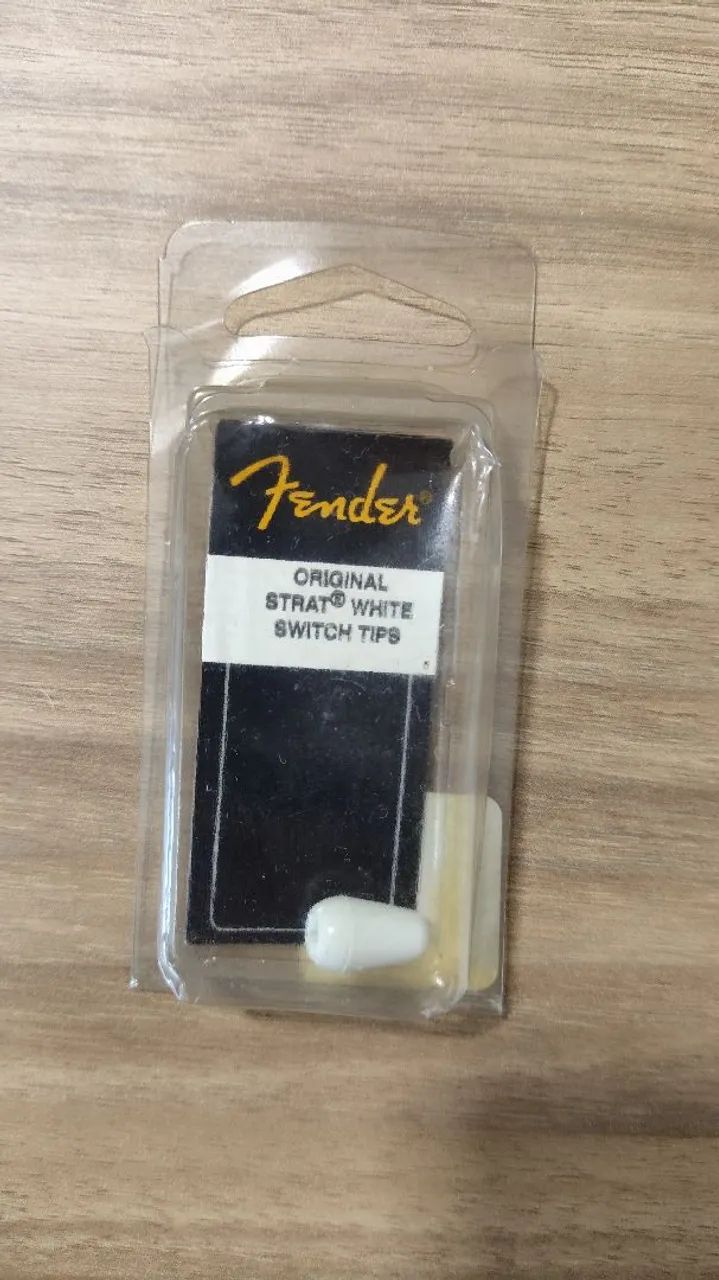 Fender®
ORIGINAL
STRAT® WHITE
SWITCH TIPS